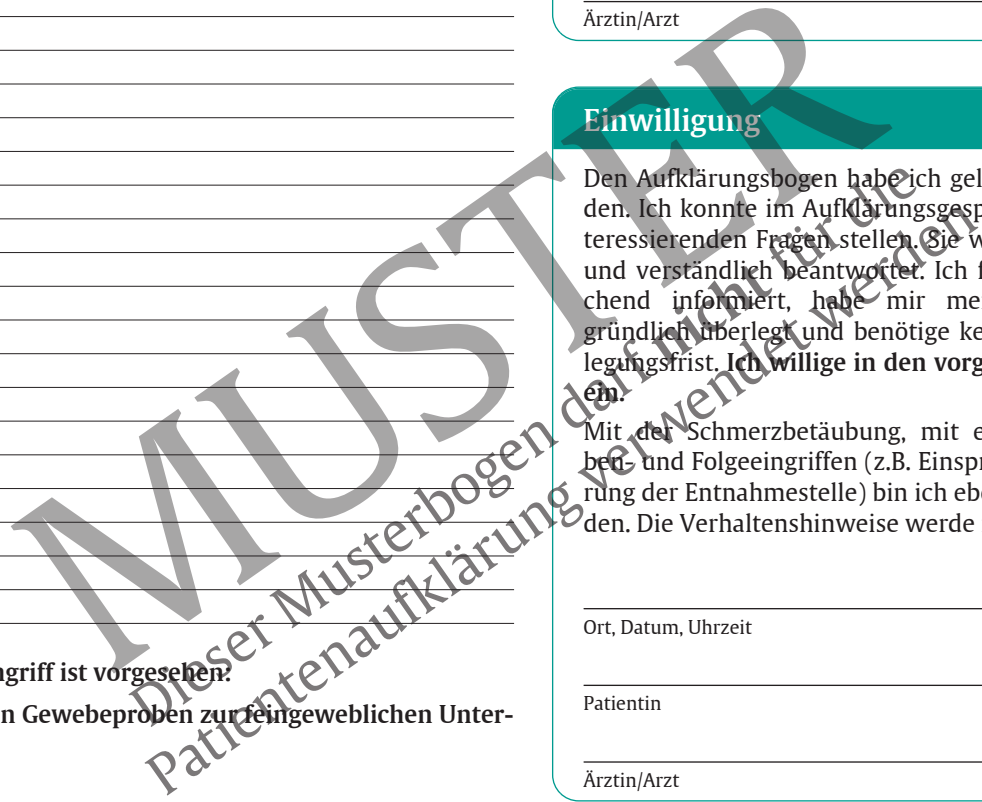 ngriff ist vorgesehen:
n Gewebeproben zur feingeweblichen Unter-
Ärztin/Arzt
Einwilligung
Den Aufklärungsbogen habe ich gel
den. Ich konnte im Aufklärungsgesp
teressierenden Fragen stellen. Sie w
und verständlich beantwortet. Ich f
chend informiert, habe mir me
gründlich überlegt und benötige ke
legungsfrist. Ich willige in den vorg
ein.
Mit der Schmerzbetäubung, mit e
ben- und Folgeeingriffen (z.B. Einspr
rung der Entnahmestelle) bin ich ebe
den. Die Verhaltenshinweise werde
Ort, Datum, Uhrzeit
Patientin
Ärztin/Arzt
MUSTER
Dieser Musterbogen darf nicht für die
Patientenaufklärung verwendet werden